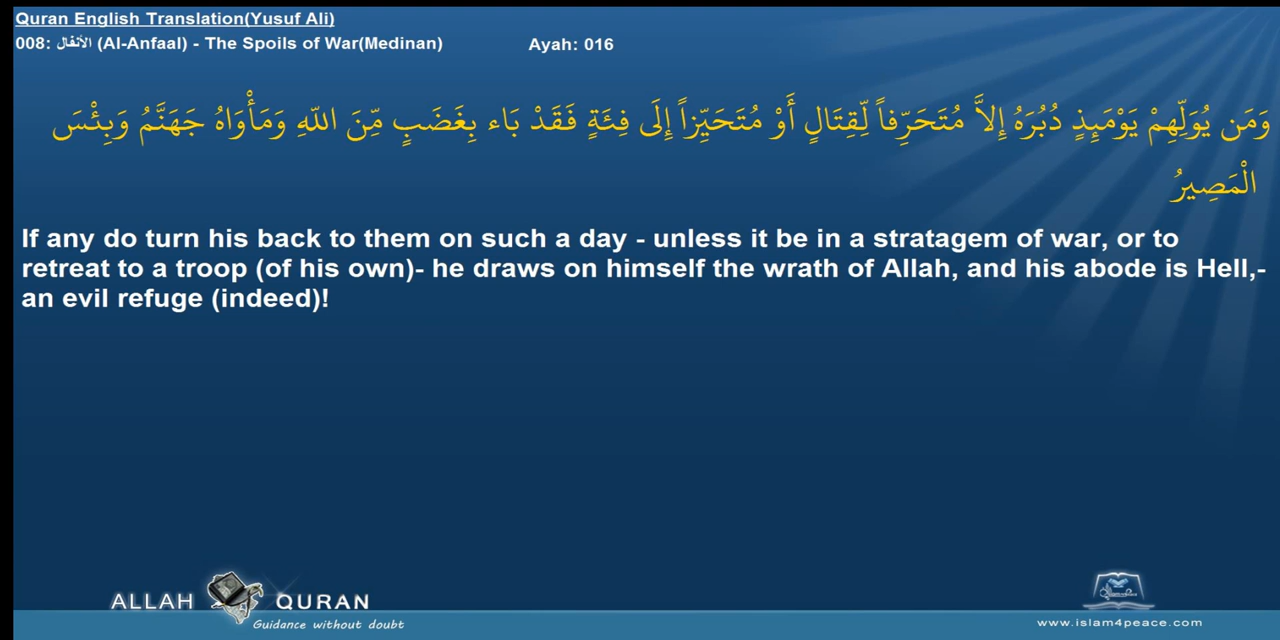 Quran English Translation(Yusuf Ali)
008: الأنفال (Al-Anfaal) - The Spoils of War(Medinan) Ayah: 016
وَمَن يُوَلِّهِمْ يَوْمَئِذٍ دُبُرَهُ إِلاَّ مُتَحَرِّفاً لِّقِتَالٍ أَوْ مُتَحَيِّزاً إِلَى فِئَةٍ فَقَدْ بَاء بِغَضَبٍ مِّنَ اللّهِ وَمَأْوَاهُ جَهَنَّمُ وَبِئْسَ
الْمَصِيرُ
If any do turn his back to them on such a day - unless it be in a stratagem of war, or to
retreat to a troop (of his own)- he draws on himself the wrath of Allah, and his abode is Hell,-
an evil refuge (indeed)!
ALLAH QURAN
Guidance without doubt
www.islam4peace.com